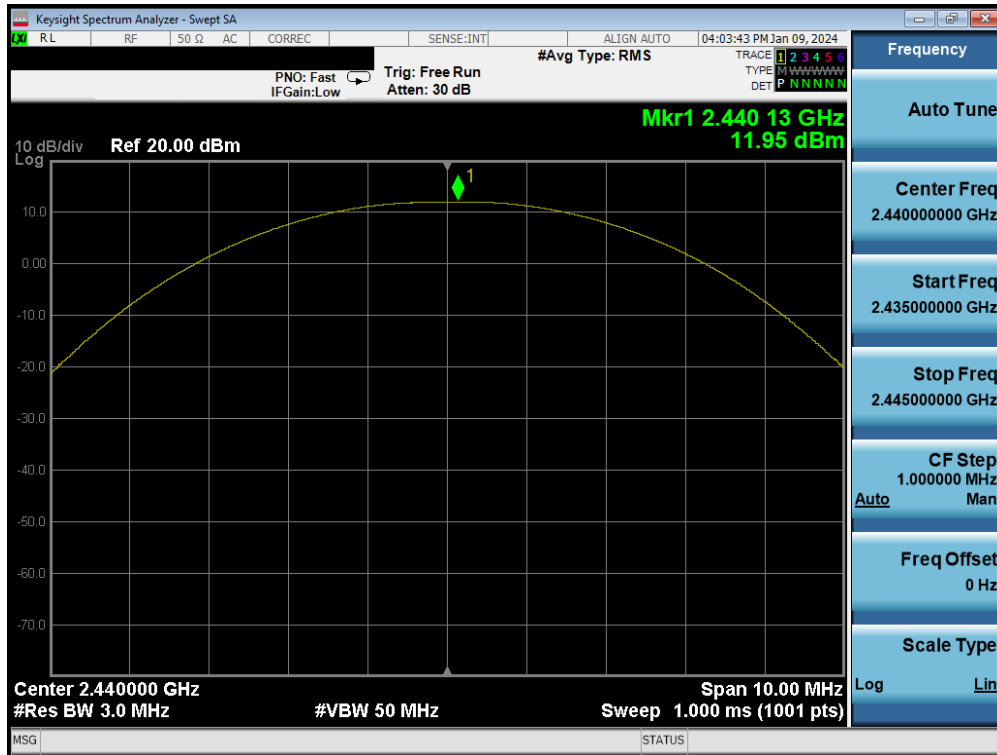 Keysight Spectrum Analyzer - Swept SA
LXI RL RF 50 Ω AC CORREC SENSE:INT ALIGN AUTO 04:03:43 PM Jan 09, 2024
Frequency
#Avg Type: RMS
TRACE 1 2 3 4 5 6
PNO: Fast Trig: Free Run
TYPE M WWWWW
IFGain:Low Atten: 30 dB
DET P N N N N N
Auto Tune
Mkr1 2.440 13 GHz
11.95 dBm
10 dB/div Ref 20.00 dBm
Log
1
10.0
0.00
-10.0
-20.0
-30.0
-40.0
-50.0
-60.0
-70.0
Center Freq
2.440000000 GHz
Start Freq
2.435000000 GHz
Stop Freq
2.445000000 GHz
CF Step
1.000000 MHz
Auto Man
Freq Offset
0 Hz
Scale Type
Log Lin
Center 2.440000 GHz Span 10.00 MHz
#Res BW 3.0 MHz #VBW 50 MHz Sweep 1.000 ms (1001 pts)
MSG STATUS